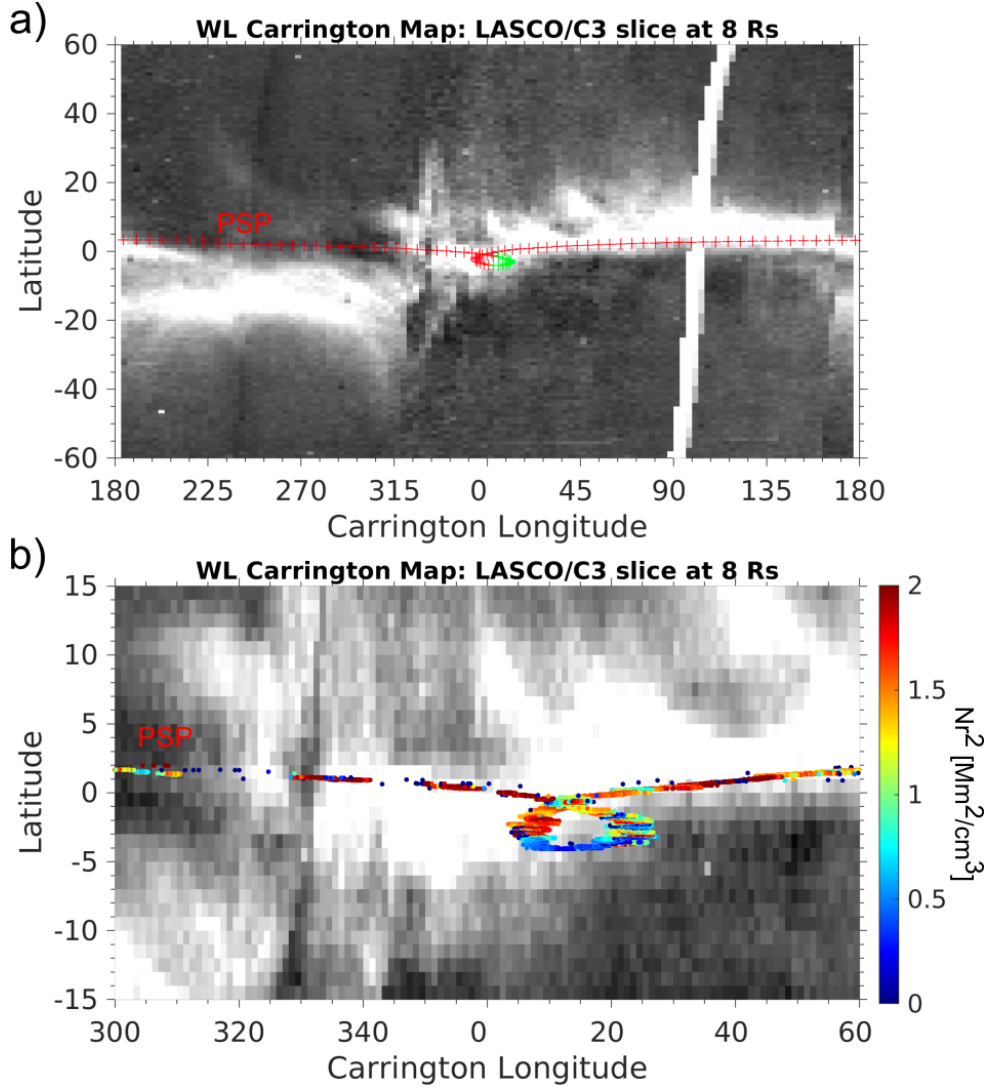 a)
WL Carrington Map: LASCO/C3 slice at 8 Rs
60
40
20
0
-20
-40
-60
Latitude
PSP
180 225 270 315 0 45 90 135 180
Carrington Longitude
b)
WL Carrington Map: LASCO/C3 slice at 8 Rs
15
10
5
0
-5
-10
-15
Latitude
PSP
300 320 340 0 20 40 60
Carrington Longitude
2
1.5
1
0.5
0
Nr² [Mm²/cm³]